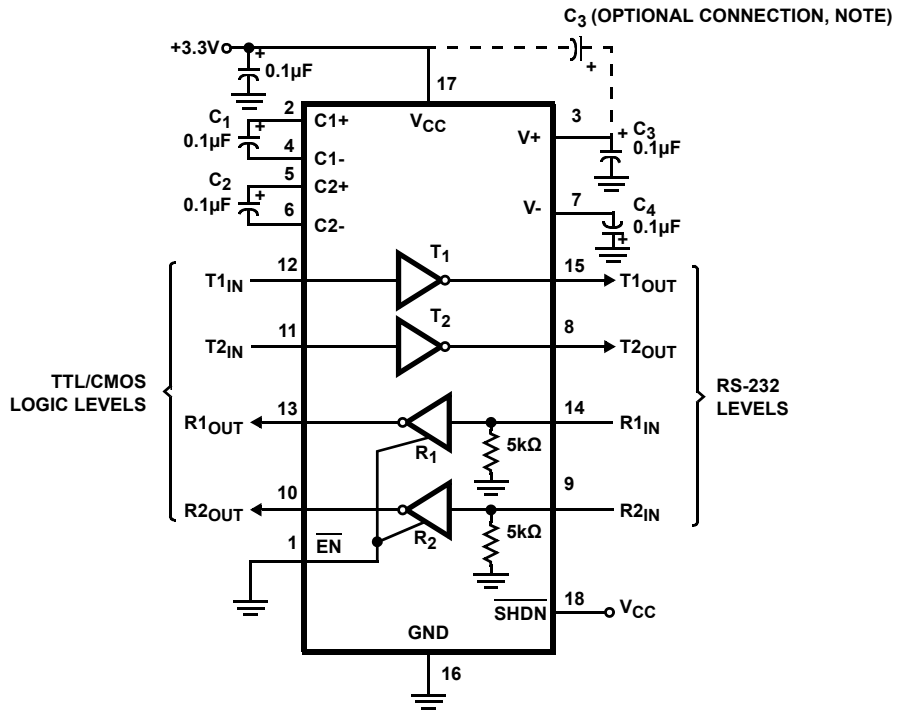 C3 (OPTIONAL CONNECTION, NOTE)
+3.3V
+
0.1µF
+
17
2
C1+
VCC
3
C1
0.1µF
+
V+
+
C3
0.1µF
4
C1-
5
C2+
C2
0.1µF
+
7
V-
C4
0.1µF
+
6
C2-
T1
12
15
T1IN
T1OUT
T2
11
8
T2IN
T2OUT
TTL/CMOS
LOGIC LEVELS
RS-232
LEVELS
13
14
R1OUT
R1IN
5kΩ
R1
10
9
R2OUT
R2IN
5kΩ
R2
1
EN
18
SHDN
VCC
GND
16